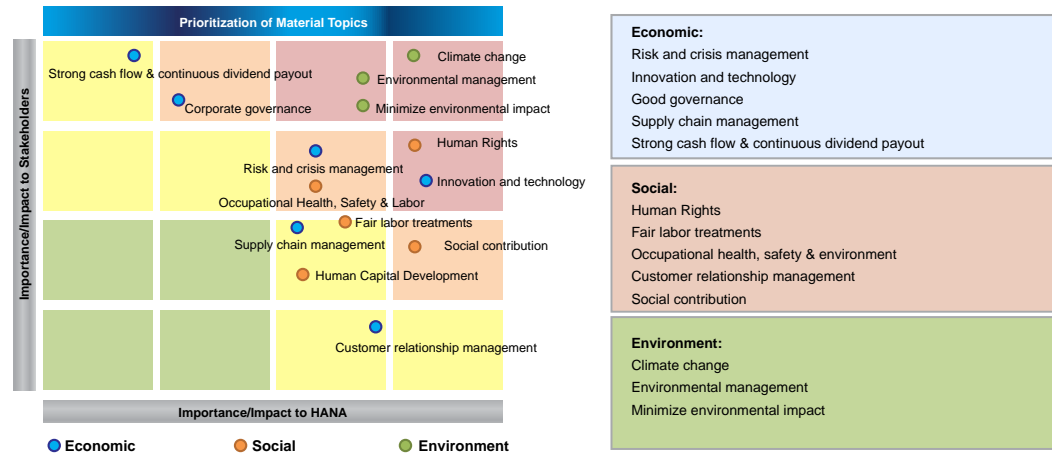 Prioritization of Material Topics
Importance/Impact to Stakeholders
Climate change
Strong cash flow & continuous dividend payout
Environmental management
Corporate governance
Minimize environmental impact
Human Rights
Risk and crisis management
Innovation and technology
Occupational Health, Safety & Labor
Fair labor treatments
Supply chain management
Social contribution
Human Capital Development
Customer relationship management
Importance/Impact to HANA
Economic
Social
Environment
Economic:
Risk and crisis management
Innovation and technology
Good governance
Supply chain management
Strong cash flow & continuous dividend payout
Social:
Human Rights
Fair labor treatments
Occupational health, safety & environment
Customer relationship management
Social contribution
Environment:
Climate change
Environmental management
Minimize environmental impact